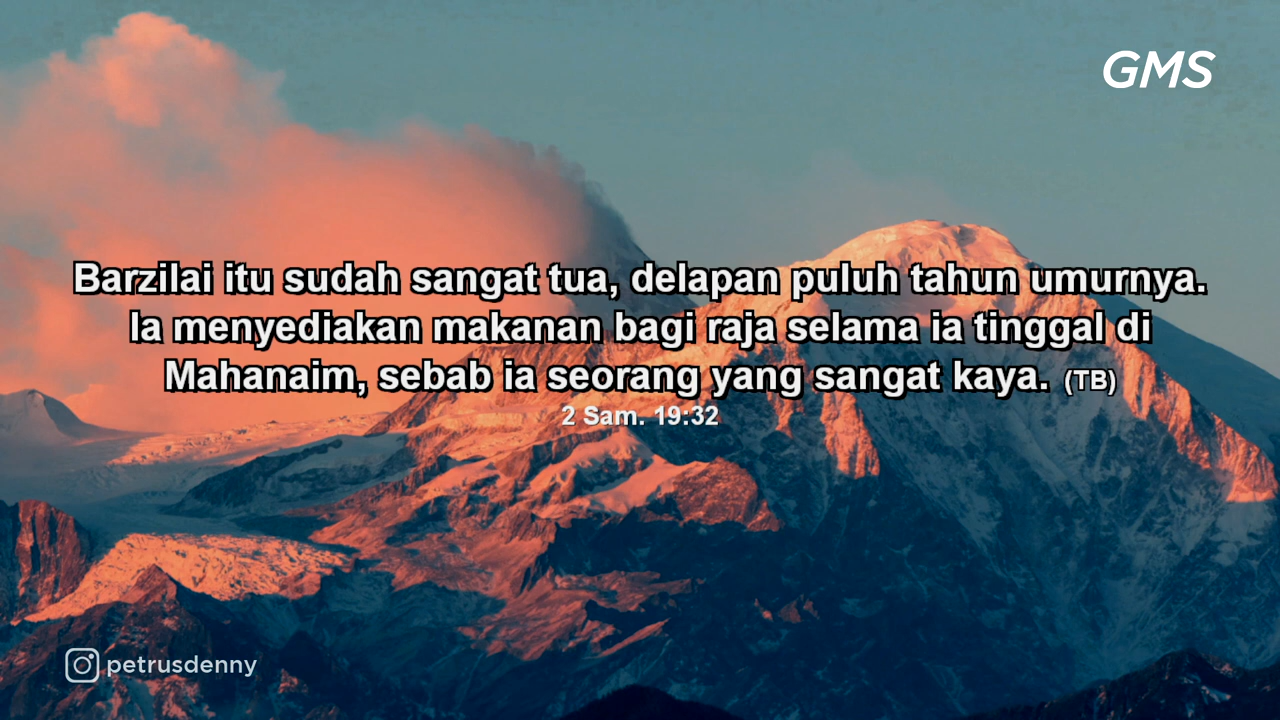 GMS
Barzilai itu sudah sangat tua, delapan puluh tahun umurnya.
Ia menyediakan makanan bagi raja selama ia tinggal di
Mahanaim, sebab ia seorang yang sangat kaya. (TB)
2 Sam. 19:32
petrusdenny